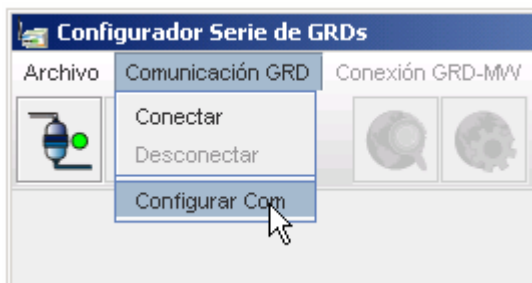 Configurador Serie de GRDs
Archivo Comunicación GRD Conexión GRD-MW
Conectar
Desconectar
Configurar Com